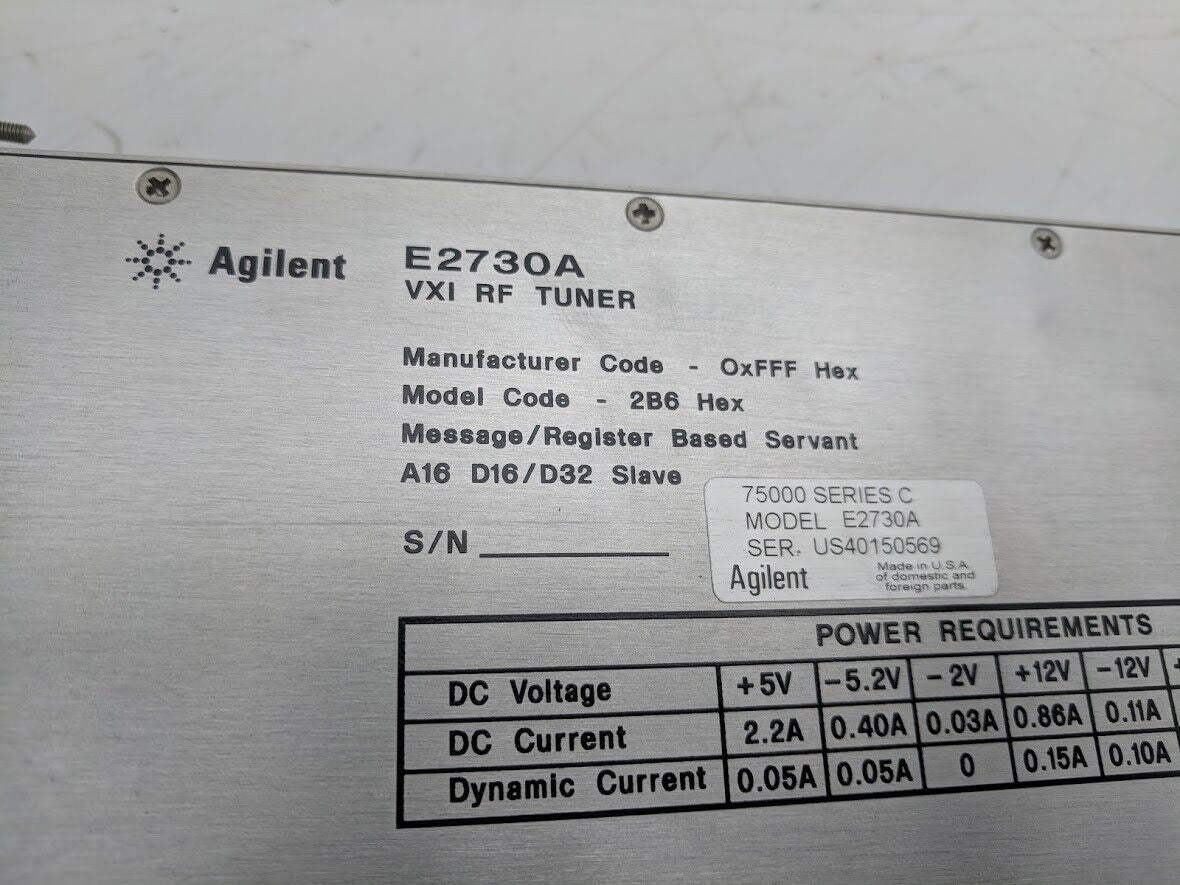 Agilent
E2730A
VXI RF TUNER
Manufacturer Code - OxFFF Hex
Model Code - 2B6 Hex
Message/Register Based Servant
A16 D16/D32 Slave
S/N
75000 SERIES C
MODEL E2730A
SER. US40150569
Agilent
Made in U.S.A.
of domestic and
foreign parts.
POWER REQUIREMENTS
DC Voltage +5V -5.2V -2V +12V -12V
DC Current 2.2A 0.40A 0.03A 0.86A 0.11A
Dynamic Current 0.05A 0.05A 0 0.15A 0.10A